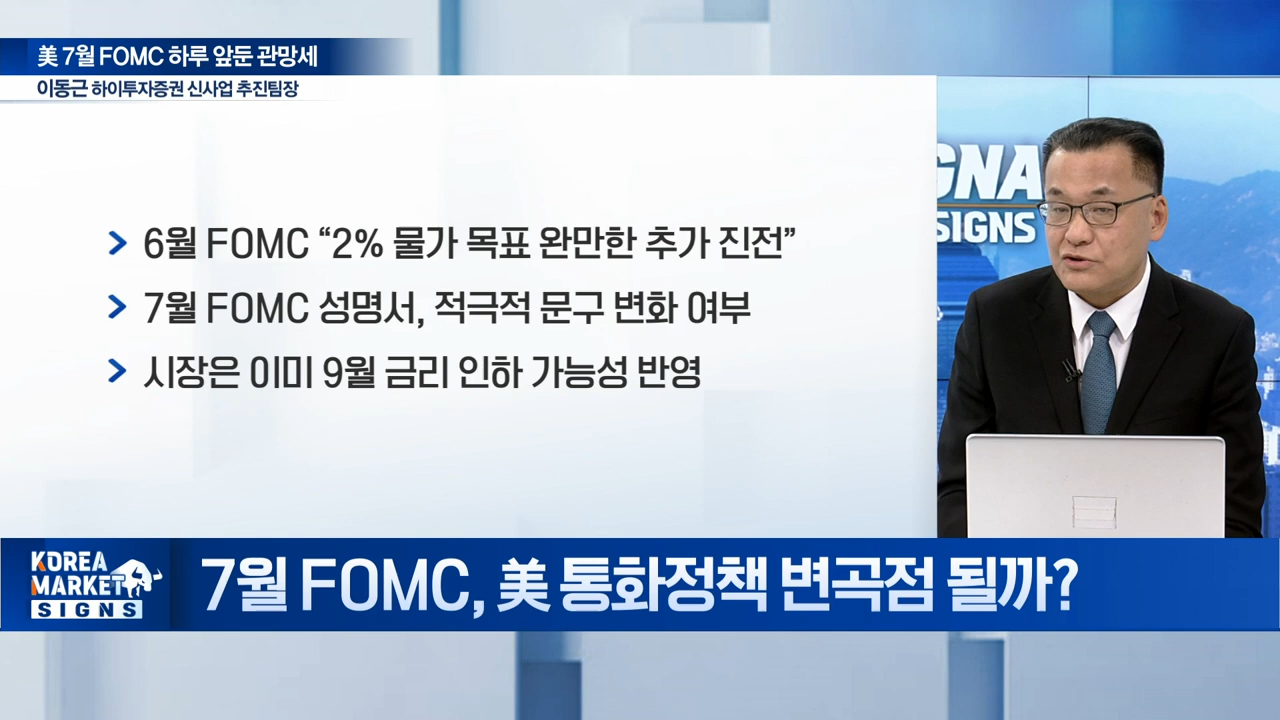 美 7월 FOMC 하루 앞둔 관망세
이동근 하이투자증권 신사업 추진팀장
GNA
SIGNS
> 6월 FOMC “2% 물가 목표 완만한 추가 진전”
> 7월 FOMC 성명서, 적극적 문구 변화 여부
> 시장은 이미 9월 금리 인하 가능성 반영
KOREA
MARKET
SIGNS
7월 FOMC, 美 통화정책 변곡점 될까?